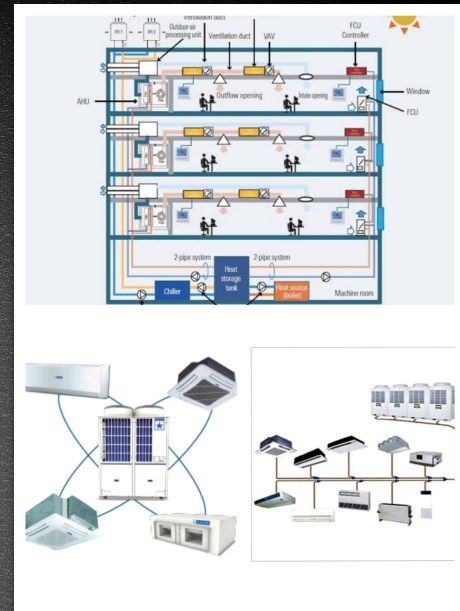 Ventilation duct
Outdoor-air
processing unit
Ventilation duct
VAV
FCU
Controller
AHU
Outflow opening
Intake opening
Window
FCU
2-pipe system
2-pipe system
Heat
storage
tank
Chiller
Heat source
(boiler)
Machine room